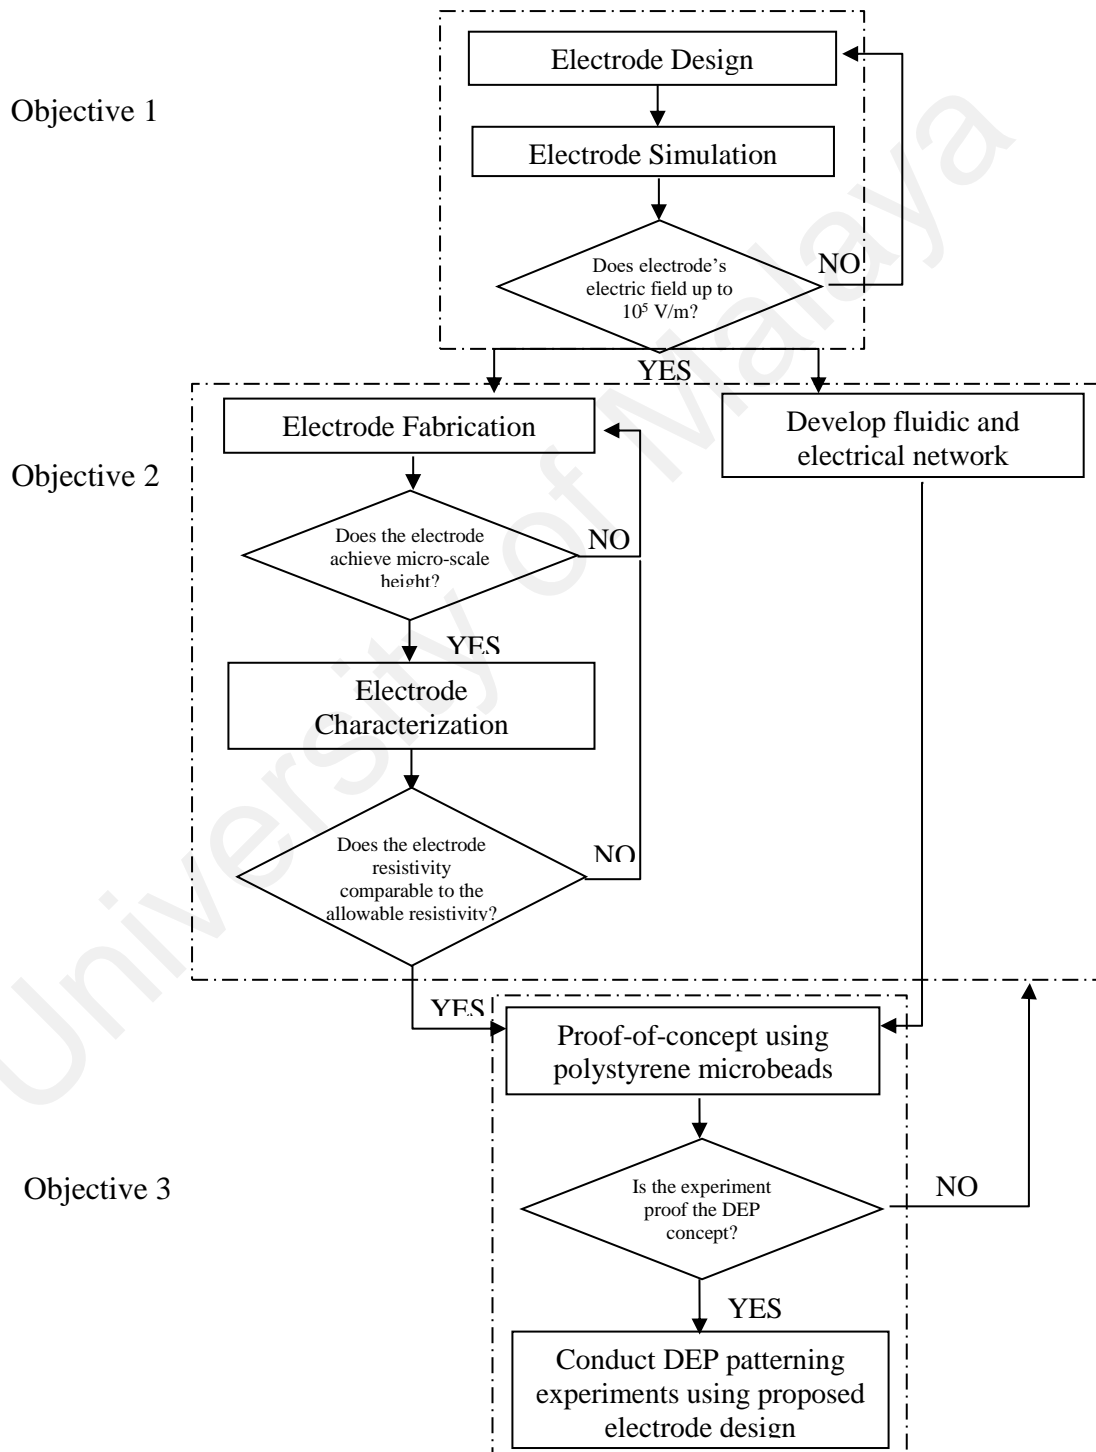 Electrode Design
Objective 1
Electrode Simulation
Does electrode's
electric field up to
10⁵ V/m?
NO
YES
Electrode Fabrication
Develop fluidic and
electrical network
Objective 2
Does the electrode
achieve micro-scale
height?
NO
YES
Electrode
Characterization
Does the electrode
resistivity
comparable to the
allowable resistivity?
NO
YES
Proof-of-concept using
polystyrene microbeads
Objective 3
Is the experiment
proof the DEP
concept?
NO
YES
Conduct DEP patterning
experiments using proposed
electrode design
University of Malaya